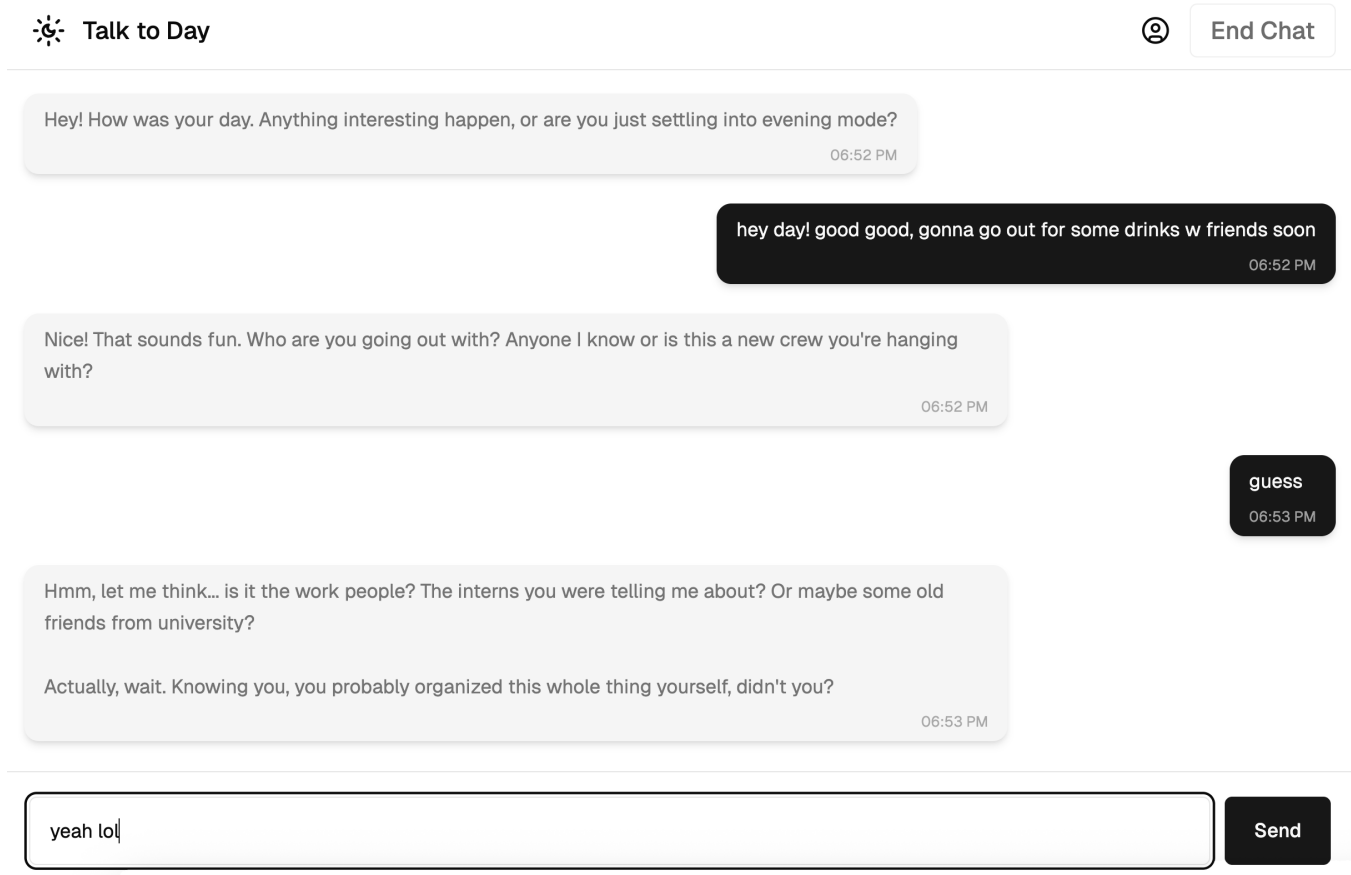 Talk to Day
End Chat
Hey! How was your day. Anything interesting happen, or are you just settling into evening mode?
06:52 PM
hey day! good good, gonna go out for some drinks w friends soon
06:52 PM
Nice! That sounds fun. Who are you going out with? Anyone I know or is this a new crew you're hanging
with?
06:52 PM
guess
06:53 PM
Hmm, let me think... is it the work people? The interns you were telling me about? Or maybe some old
friends from university?
Actually, wait. Knowing you, you probably organized this whole thing yourself, didn't you?
06:53 PM
yeah lol
Send